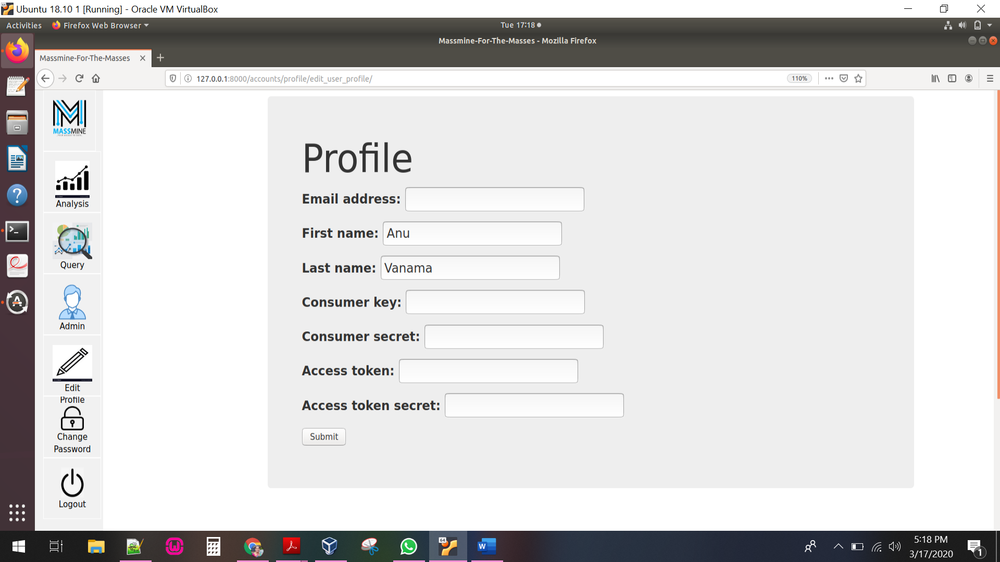 Ubuntu 18.10 1 [Running] - Oracle VM VirtualBox
Activities Firefox Web Browser Tue 17:18
Massmine-For-The-Masses - Mozilla Firefox
Massmine-For-The-Masses
127.0.0.1:8000/accounts/profile/edit_user_profile/ 110%
MASSMINE
Analysis
Query
Admin
Edit
Profile
Change
Password
Logout
Profile
Email address:
First name: Anu
Last name: Vanama
Consumer key:
Consumer secret:
Access token:
Access token secret:
Submit
64
W
5:18 PM
3/17/2020
1